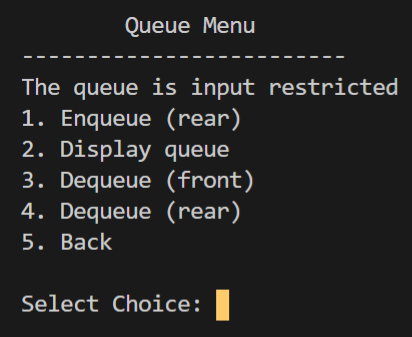 Queue Menu
-------------------------
The queue is input restricted
1. Enqueue (rear)
2. Display queue
3. Dequeue (front)
4. Dequeue (rear)
5. Back
Select Choice: